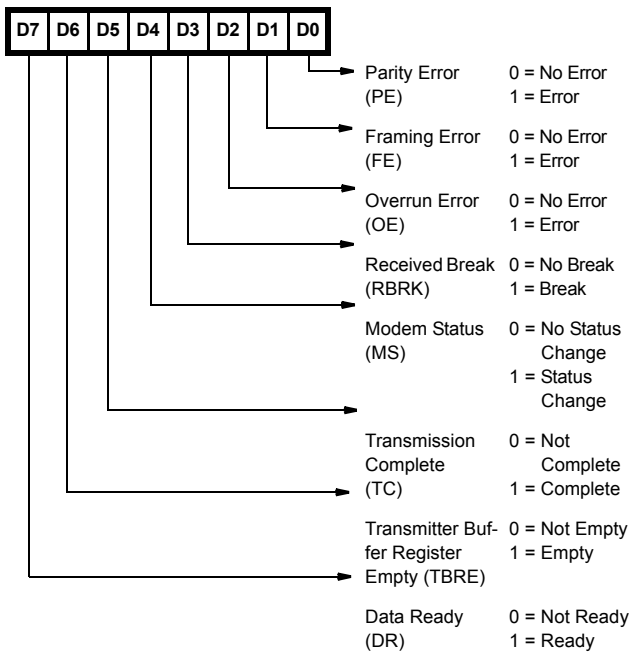 D7 D6 D5 D4 D3 D2 D1 D0
Parity Error 0 = No Error
(PE) 1 = Error
Framing Error 0 = No Error
(FE) 1 = Error
Overrun Error 0 = No Error
(OE) 1 = Error
Received Break 0 = No Break
(RBRK) 1 = Break
Modem Status 0 = No Status
(MS) Change
1 = Status
Change
Transmission 0 = Not
Complete Complete
(TC) 1 = Complete
Transmitter Buf- 0 = Not Empty
fer Register 1 = Empty
Empty (TBRE)
Data Ready 0 = Not Ready
(DR) 1 = Ready